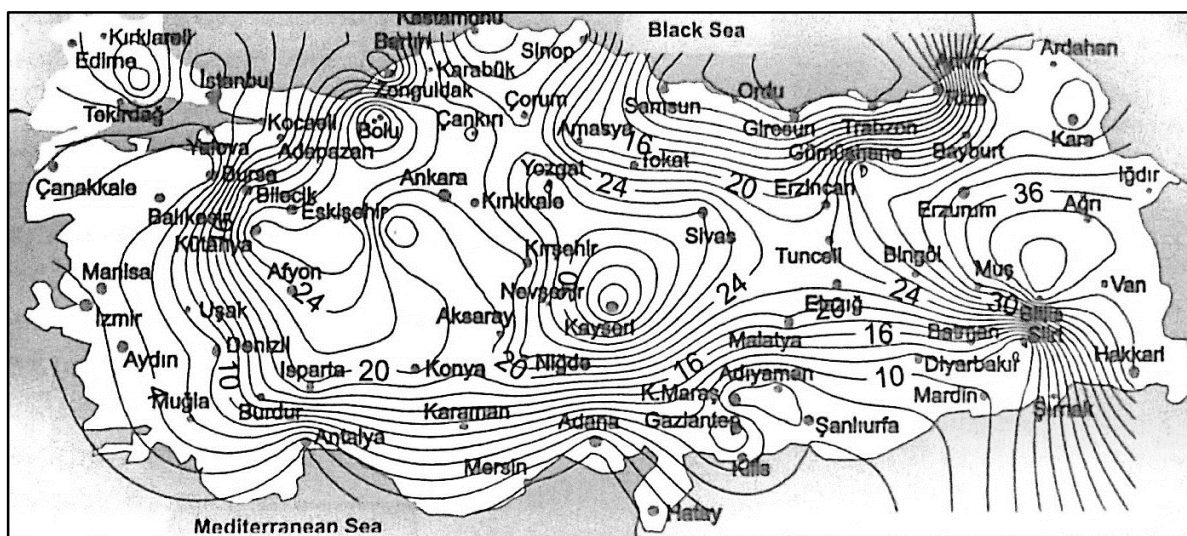 Kastamonu
Black Sea
Kırklareli
Sinop
Ardahan
Edirne
Bartın
Karabük
İstanbul
Zonguldak
Samsun
Ordu
Tekirdağ
Kocaeli
Bolu
Çankırı
Çorum
Amasya
16
Giresun
Trabzon
Kara
Yalova
Adapazarı
Tokat
Gümüşhane
Bayburt
Bursa
Yozgat
24
20
Erzincan
Iğdır
Çanakkale
Bilecik
Ankara
Kırıkkale
36
Balıkesir
Eskişehir
Erzurum
Ağrı
Kütahya
Sivas
Kırşehir
Tunceli
Bingöl
Manisa
Afyon
24
Nevşehir
24
Muş
Van
İzmir
Uşak
Aksaray
Kayseri
Elazığ
24
30
20
Bitlis
Malatya
16
Batman
Siirt
Aydın
Denizli
Isparta
20
Konya
20
Niğde
16
Diyarbakır
Hakkari
10
Adıyaman
10
K.Maraş
Mardin
4
Muğla
Burdur
Karaman
Adana
Gaziantep
Şanlıurfa
Şırnak
Antalya
Mersin
Kilis
Hatay
Mediterranean Sea